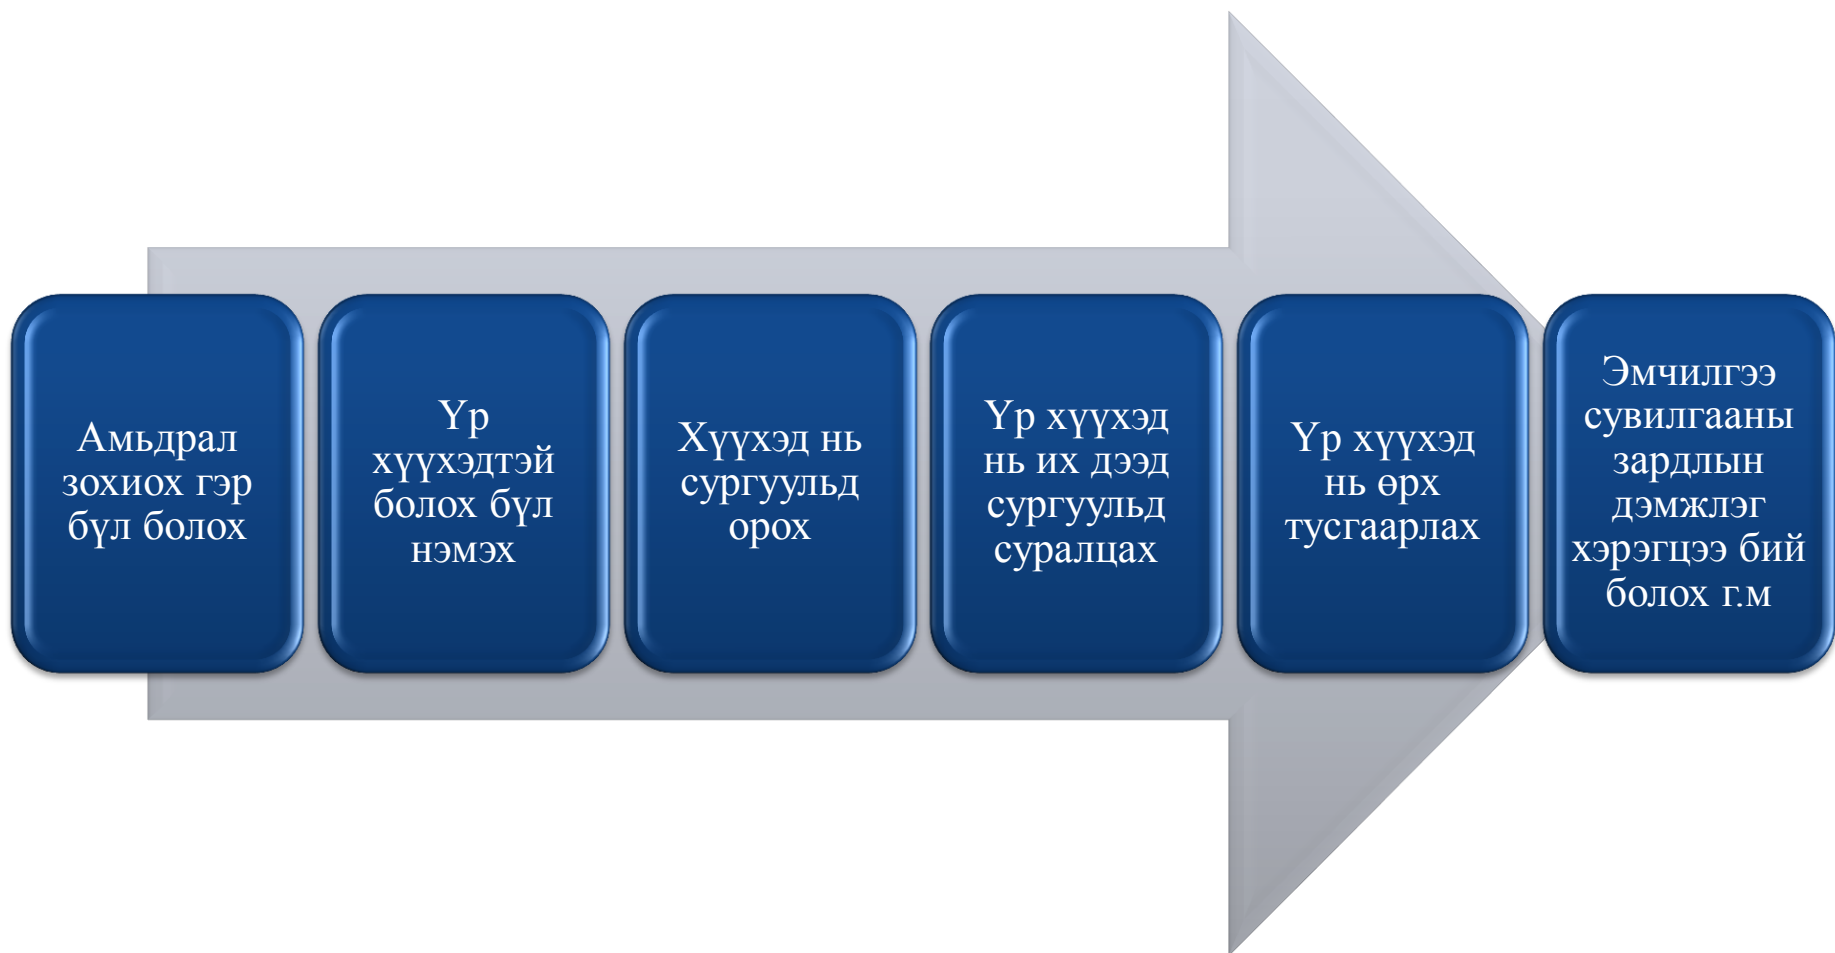 Амьдрал
зохиох гэр
бүл болох
Үр
хүүхэдтэй
болох бүл
нэмэх
Хүүхэд нь
сургуульд
орох
Үр хүүхэд
нь их дээд
сургуульд
суралцах
Үр хүүхэд
нь өрх
тусгаарлах
Эмчилгээ
сувилгааны
зардлын
дэмжлэг
хэрэгцээ бий
болох г.м